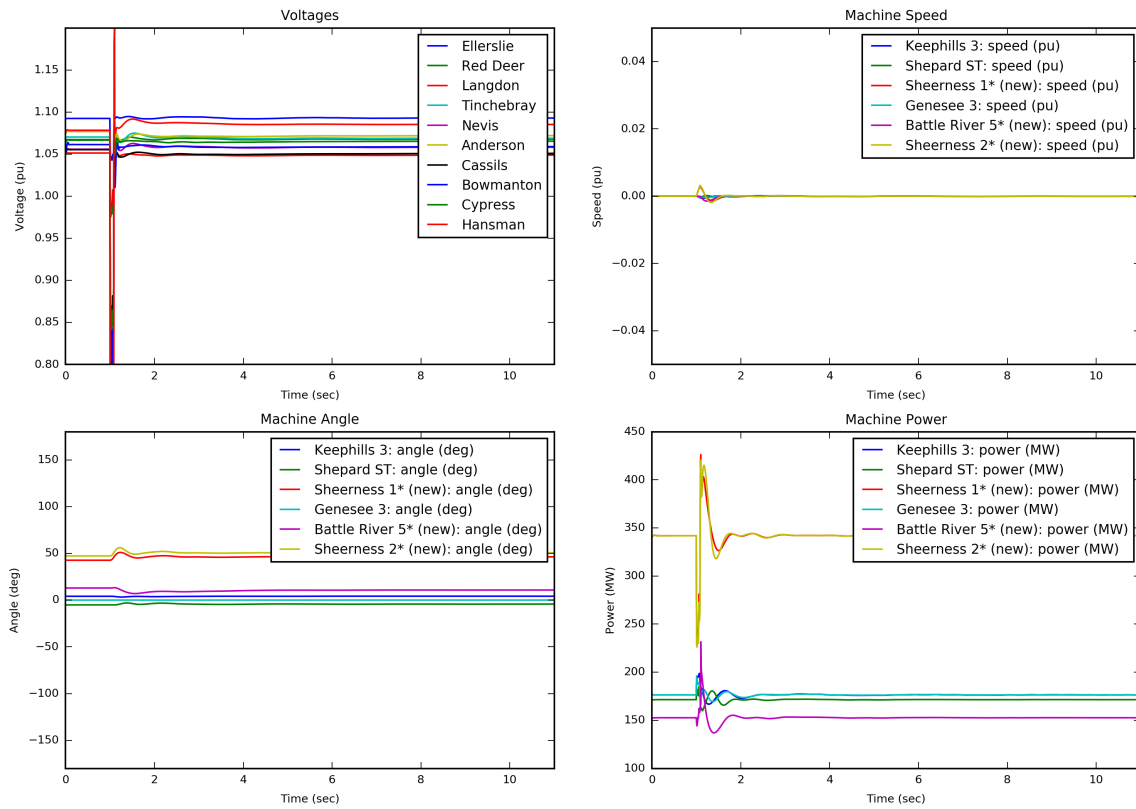 Voltages
1.15
1.10
1.05
1.00
0.95
0.90
0.85
0.80
Voltage (pu)
Ellerslie
Red Deer
Langdon
Tinchebray
Nevis
Anderson
Cassils
Bowmanton
Cypress
Hansman
0 2 4 6 8 10
Time (sec)
Machine Speed
0.04
0.02
0.00
−0.02
−0.04
Speed (pu)
Keephills 3: speed (pu)
Shepard ST: speed (pu)
Sheerness 1* (new): speed (pu)
Genesee 3: speed (pu)
Battle River 5* (new): speed (pu)
Sheerness 2* (new): speed (pu)
0 2 4 6 8 10
Time (sec)
Machine Angle
150
100
50
0
−50
−100
−150
Angle (deg)
Keephills 3: angle (deg)
Shepard ST: angle (deg)
Sheerness 1* (new): angle (deg)
Genesee 3: angle (deg)
Battle River 5* (new): angle (deg)
Sheerness 2* (new): angle (deg)
0 2 4 6 8 10
Time (sec)
Machine Power
450
400
350
300
250
200
150
100
Power (MW)
Keephills 3: power (MW)
Shepard ST: power (MW)
Sheerness 1* (new): power (MW)
Genesee 3: power (MW)
Battle River 5* (new): power (MW)
Sheerness 2* (new): power (MW)
0 2 4 6 8 10
Time (sec)